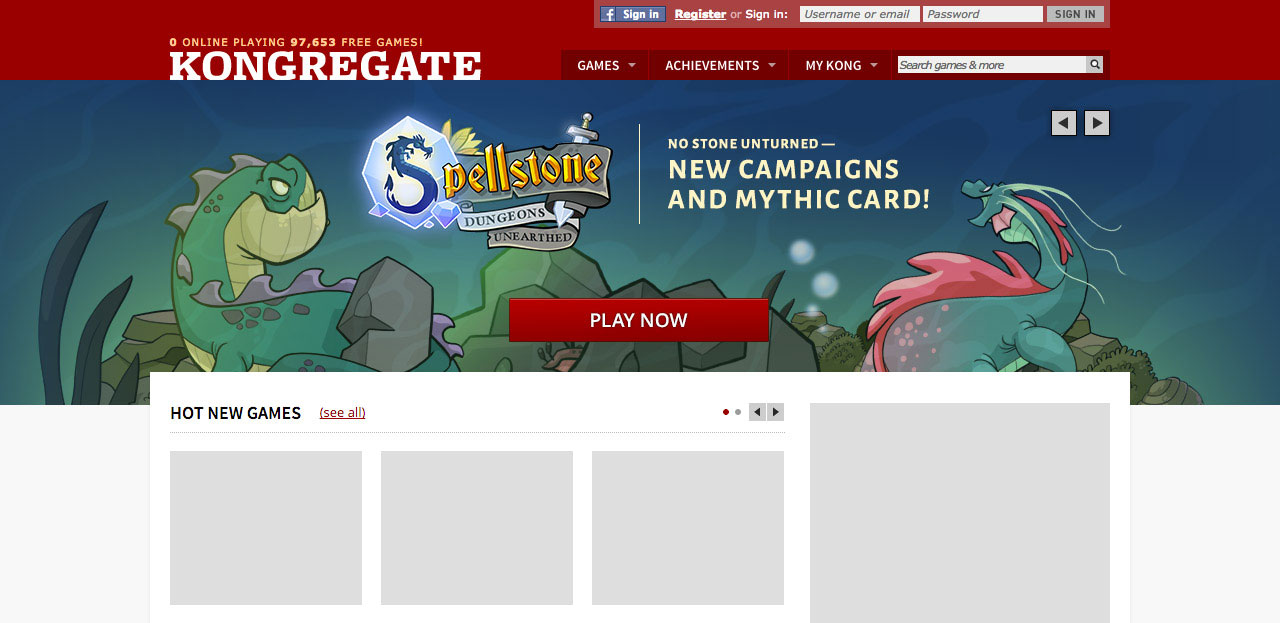 Sign in Register or Sign in: Username or email Password SIGN IN
0 ONLINE PLAYING 97,653 FREE GAMES!
KONGREGATE
GAMES ACHIEVEMENTS MY KONG Search games & more
Spellstone
DUNGEONS
UNEARTHED
NO STONE UNTURNED —
NEW CAMPAIGNS
AND MYTHIC CARD!
PLAY NOW
HOT NEW GAMES (see all)